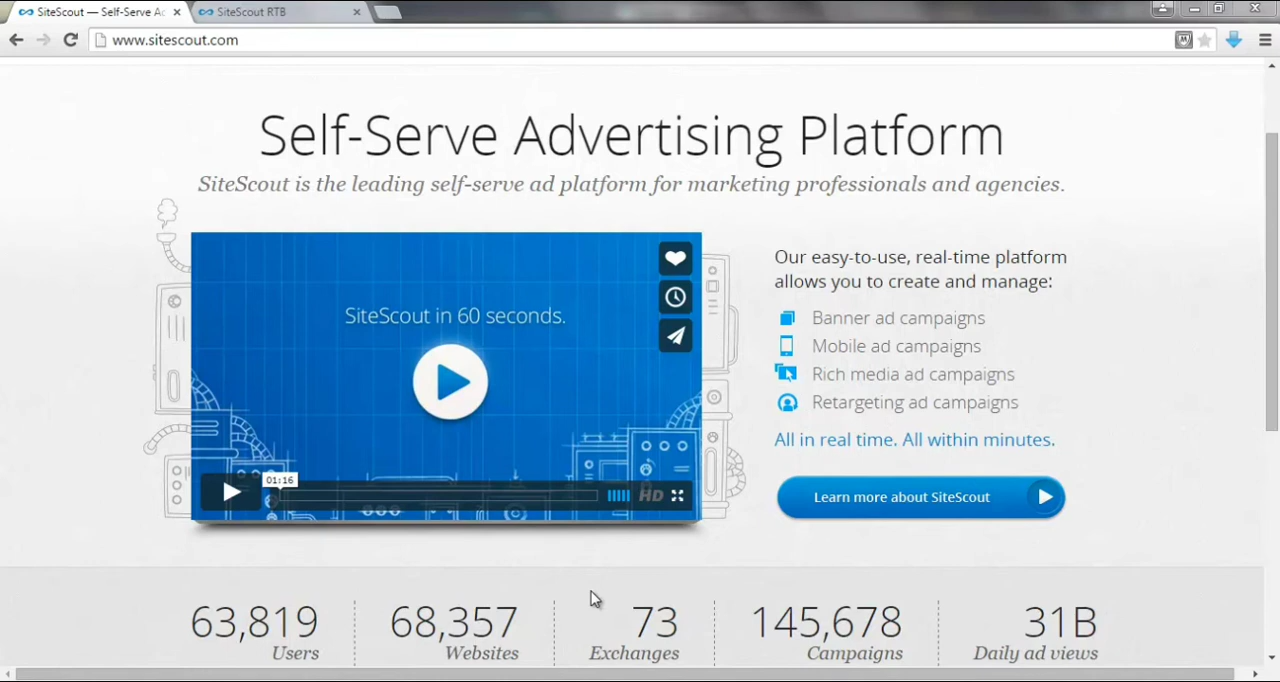 SiteScout — Self-Serve Ad
SiteScout RTB
www.sitescout.com
Self-Serve Advertising Platform
SiteScout is the leading self-serve ad platform for marketing professionals and agencies.
SiteScout in 60 seconds.
01:16
HD
Our easy-to-use, real-time platform
allows you to create and manage:
Banner ad campaigns
Mobile ad campaigns
Rich media ad campaigns
Retargeting ad campaigns
All in real time. All within minutes.
Learn more about SiteScout
63,819 68,357 73 145,678 31B
Users Websites Exchanges Campaigns Daily ad views